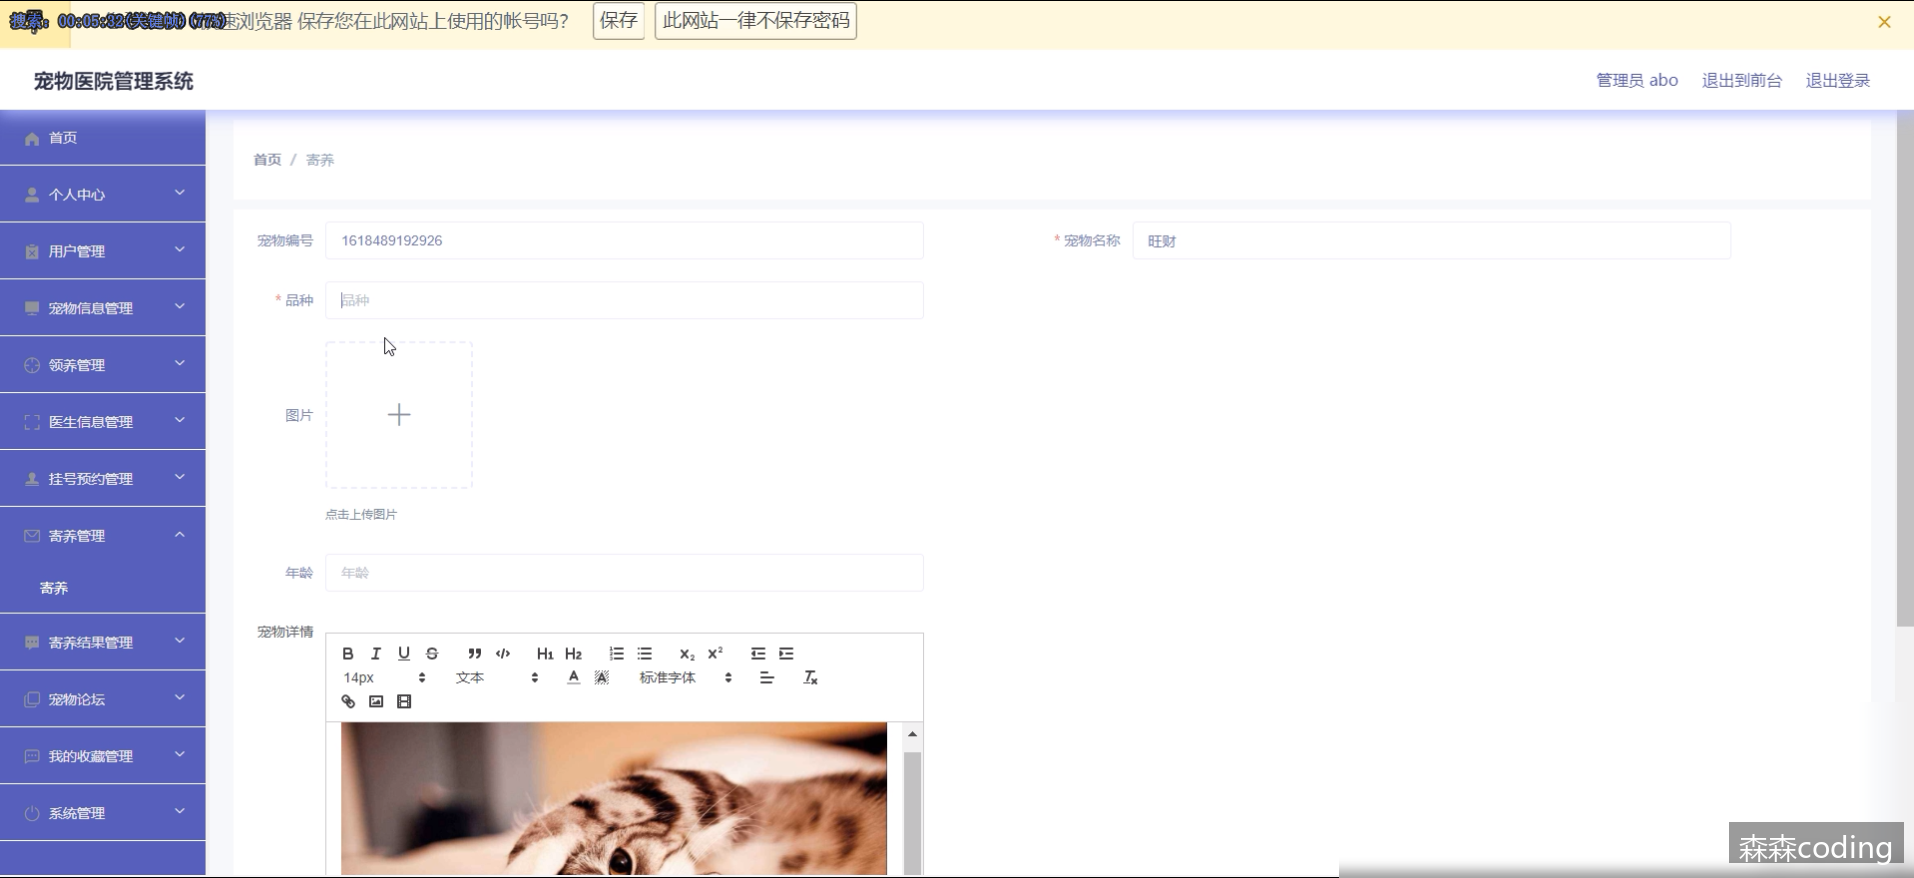 搜索: 00:05:32(关键帧)(77%)速浏览器 保存您在此网站上使用的帐号吗? 保存 此网站一律不保存密码
宠物医院管理系统
管理员 abo 退出到前台 退出登录
首页
个人中心
用户管理
宠物信息管理
领养管理
医生信息管理
挂号预约管理
寄养管理
寄养
寄养结果管理
宠物论坛
我的收藏管理
系统管理
首页 / 寄养
宠物编号 1618489192926
* 宠物名称 旺财
* 品种 品种
图片
点击上传图片
年龄 年龄
宠物详情
B I U S ” </> H1 H2 X2 X²
14px 文本 A A 标准字体 Tx
森森coding